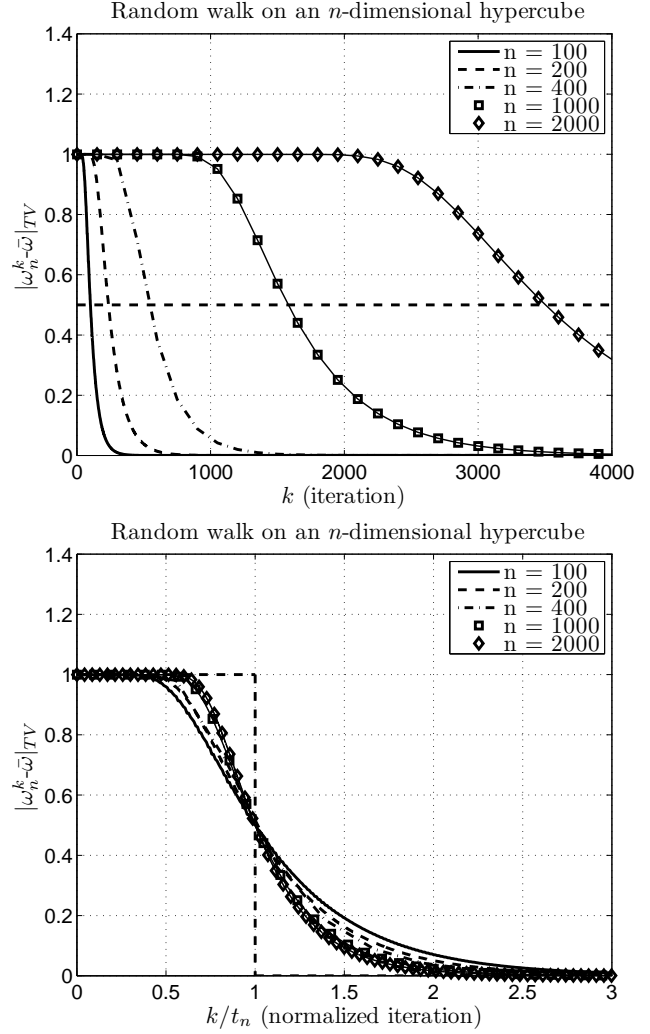 Random walk on an n-dimensional hypercube
1.4
1.2
1
0.8
0.6
0.4
0.2
0
|ω_n^k-ω̄|_TV
n = 100
n = 200
n = 400
n = 1000
n = 2000
0 1000 2000 3000 4000
k (iteration)
Random walk on an n-dimensional hypercube
1.4
1.2
1
0.8
0.6
0.4
0.2
0
|ω_n^k-ω̄|_TV
n = 100
n = 200
n = 400
n = 1000
n = 2000
0 0.5 1.0 1.5 2.0 2.5 3
k/t_n (normalized iteration)